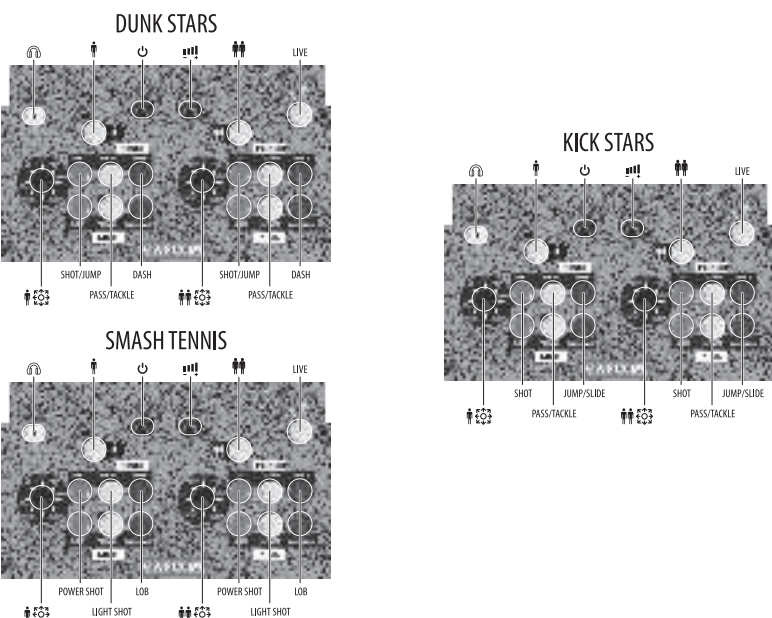 DUNK STARS
LIVE
SHOT/JUMP DASH SHOT/JUMP DASH
PASS/TACKLE PASS/TACKLE
SMASH TENNIS
LIVE
POWER SHOT LOB POWER SHOT LOB
LIGHT SHOT LIGHT SHOT
KICK STARS
LIVE
SHOT JUMP/SLIDE SHOT JUMP/SLIDE
PASS/TACKLE PASS/TACKLE